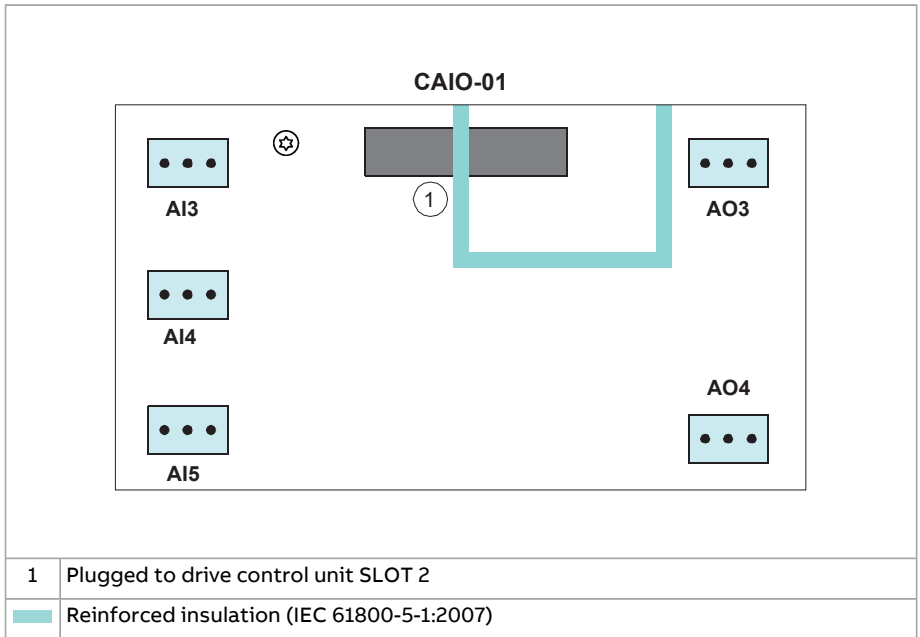 CAIO-01
AI3
1
AO3
AI4
AO4
AI5
1 Plugged to drive control unit SLOT 2
Reinforced insulation (IEC 61800-5-1:2007)